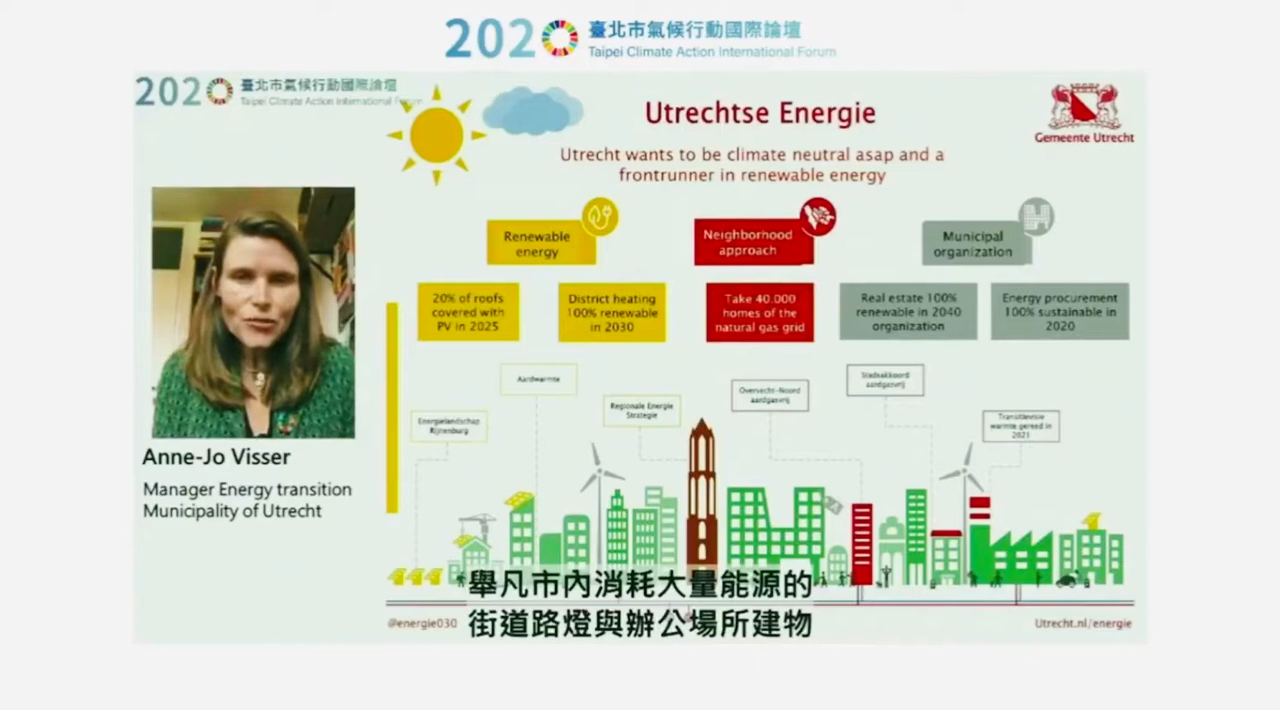 2020 臺北市氣候行動國際論壇
Taipei Climate Action International Forum
2020 臺北市氣候行動國際論壇
Taipei Climate Action International Forum
Utrechtse Energie
Gemeente Utrecht
Utrecht wants to be climate neutral asap and a
frontrunner in renewable energy
Renewable
energy
Neighborhood
approach
Municipal
organization
20% of roofs
covered with
PV in 2025
District heating
100% renewable
in 2030
Take 40.000
homes of the
natural gas grid
Real estate 100%
renewable in 2040
organization
Energy procurement
100% sustainable in
2020
Energielandschap
Rijnenburg
Aardwarmte
Regionale Energie
Strategie
Overvecht-Noord
aardgasvrij
Stadsakkoord
aardgasvrij
Transitievisie
warmte gereed in
2021
Anne-Jo Visser
Manager Energy transition
Municipality of Utrecht
舉凡市內消耗大量能源的
街道路燈與辦公場所建物
@energie030
Utrecht.nl/energie